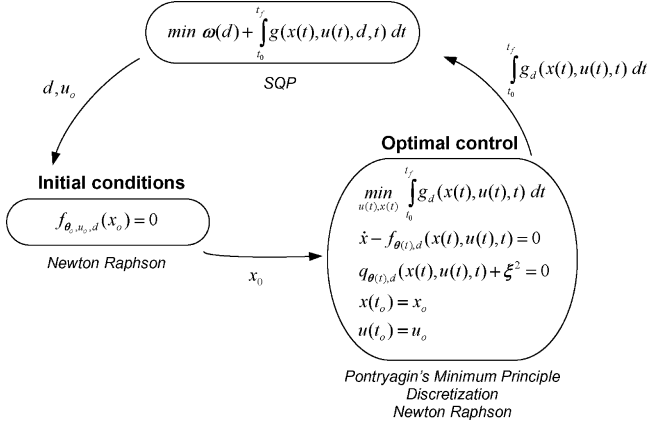 min ω(d) + ∫_{t_0}^{t_f} g(x(t),u(t),d,t) dt
SQP
d,u_o
∫_{t_0}^{t_f} g_d(x(t),u(t),t) dt
Optimal control
Initial conditions
f_{θ_o,u_o,d}(x_o) = 0
Newton Raphson
x_0
min_{u(t),x(t)} ∫_{t_0}^{t_f} g_d(x(t),u(t),t) dt
ẋ − f_{θ(t),d}(x(t),u(t),t) = 0
q_{θ(t),d}(x(t),u(t),t) + ξ² = 0
x(t_o) = x_o
u(t_o) = u_o
Pontryagin's Minimum Principle
Discretization
Newton Raphson